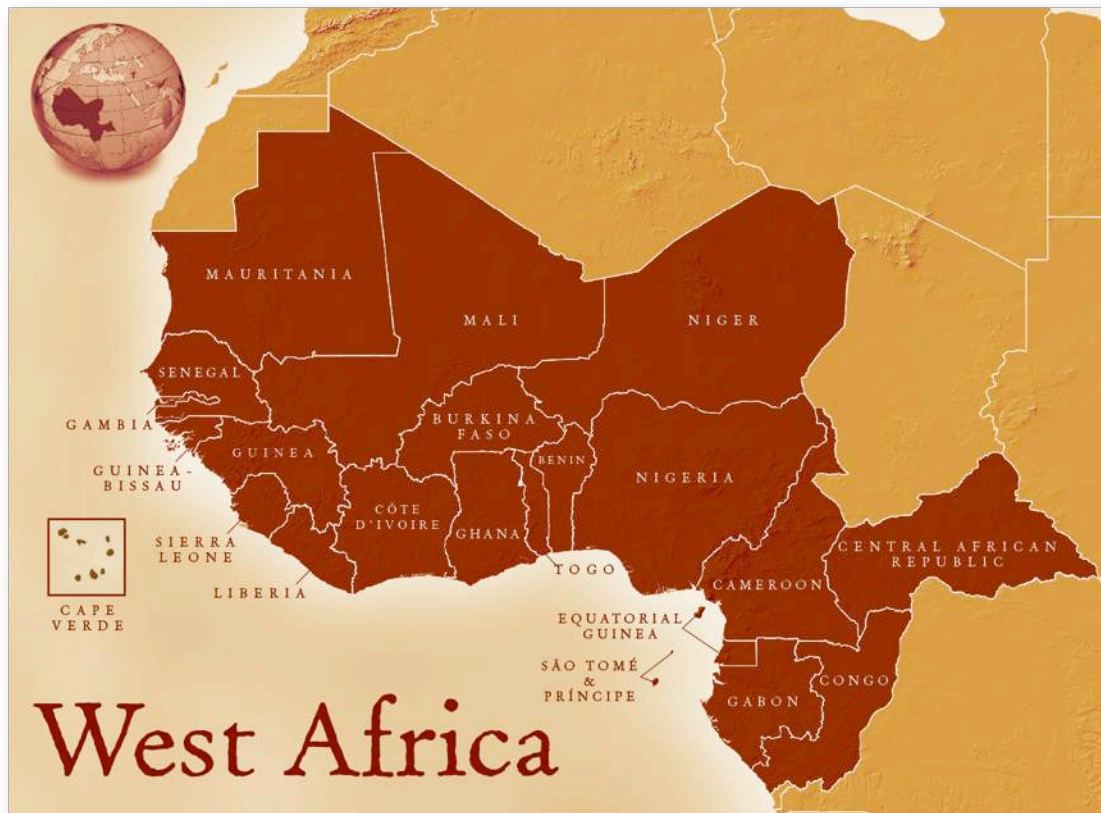 MAURITANIA
MALI
NIGER
SENEGAL
GAMBIA
BURKINA
FASO
GUINEA
BENIN
GUINEA-
BISSAU
NIGERIA
CÔTE
D'IVOIRE
GHANA
SIERRA
LEONE
CENTRAL AFRICAN
REPUBLIC
TOGO
LIBERIA
CAMEROON
CAPE
VERDE
EQUATORIAL
GUINEA
SÃO TOMÉ
&
PRÍNCIPE
CONGO
GABON
West Africa